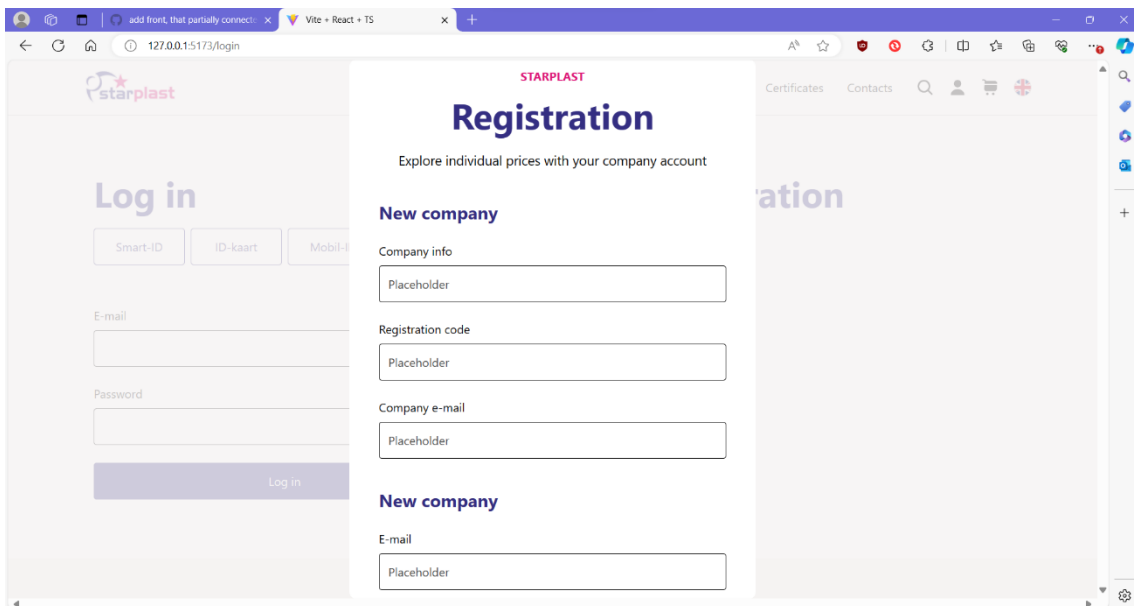 add front, that partially connecte
Vite + React + TS
127.0.0.1:5173/login
starplast
Certificates
Contacts
STARPLAST
Registration
Explore individual prices with your company account
Log in
ration
Smart-ID
ID-kaart
Mobil-I
E-mail
Password
Log in
New company
Company info
Placeholder
Registration code
Placeholder
Company e-mail
Placeholder
New company
E-mail
Placeholder